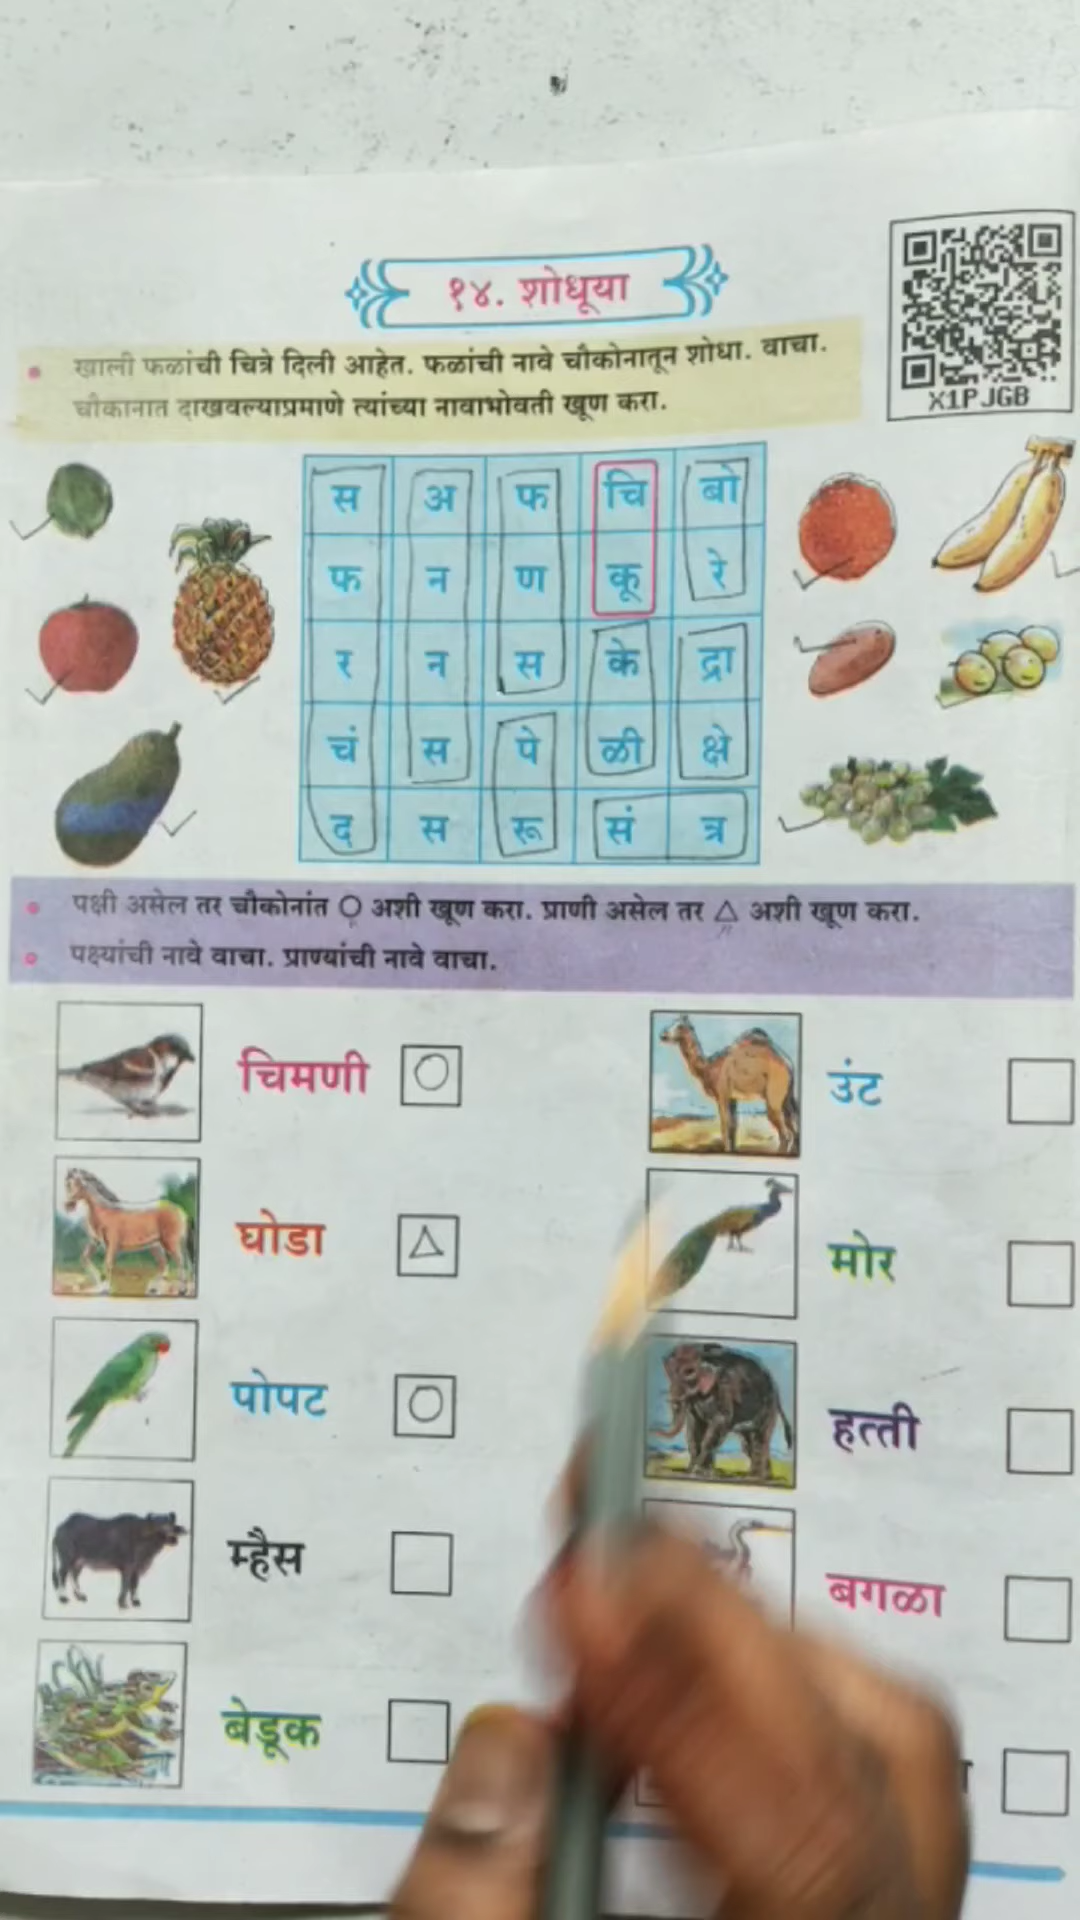 १४. शोधूया
X1PJGB
खाली फळांची चित्रे दिली आहेत. फळांची नावे चौकोनातून शोधा. वाचा.
चौकानात दाखवल्याप्रमाणे त्यांच्या नावाभोवती खूण करा.
स अ फ चि बो
फ न ण कू रे
र न स के द्रा
चं स पे ळी क्षे
द स रू सं त्र
पक्षी असेल तर चौकोनांत ○ अशी खूण करा. प्राणी असेल तर △ अशी खूण करा.
पक्ष्यांची नावे वाचा. प्राण्यांची नावे वाचा.
चिमणी
उंट
घोडा
मोर
पोपट
हत्ती
म्हैस
बगळा
बेडूक